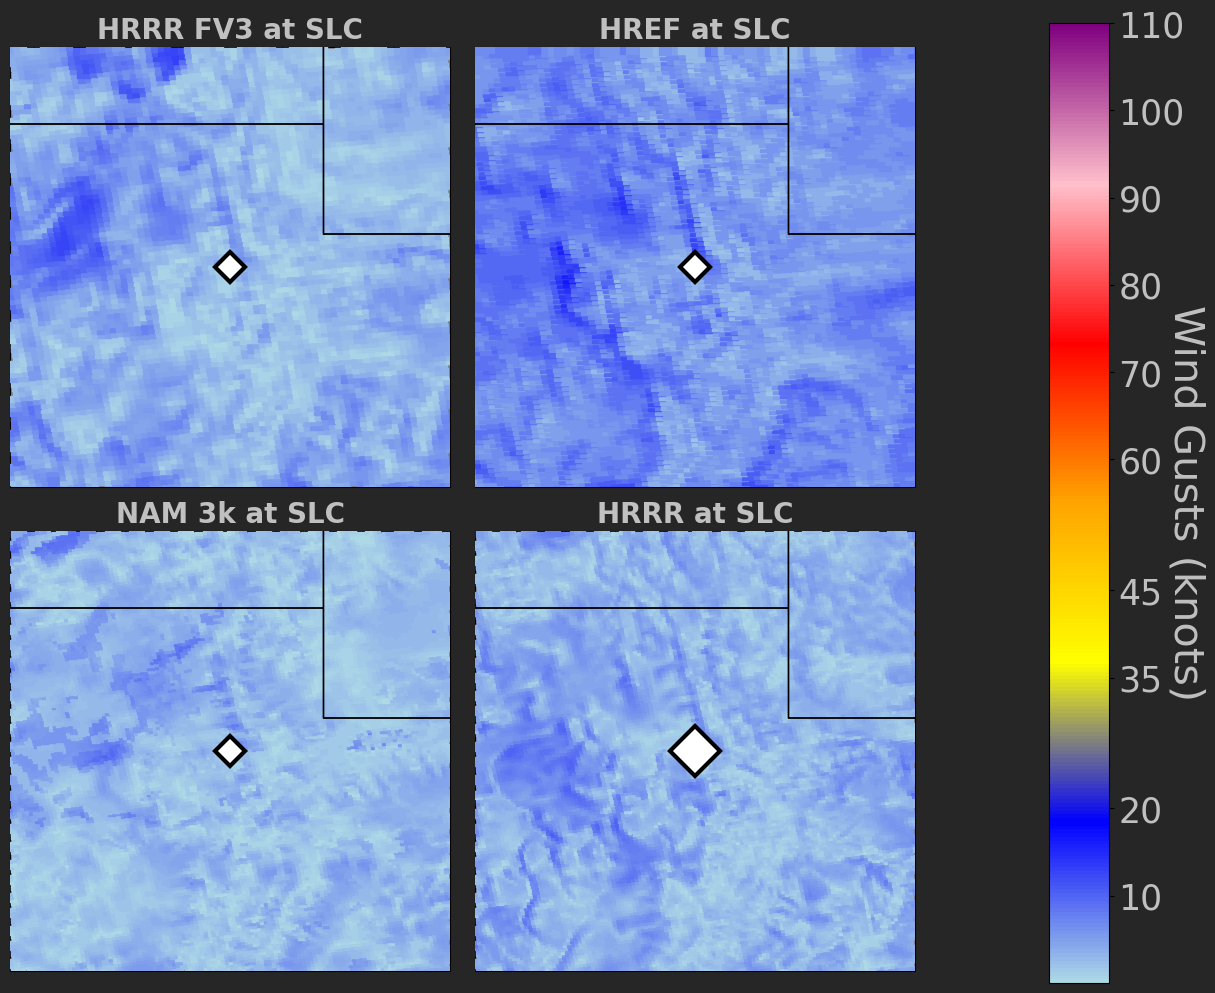 HRRR FV3 at SLC
HREF at SLC
NAM 3k at SLC
HRRR at SLC
110
100
90
80
70
60
45
35
20
10
Wind Gusts (knots)